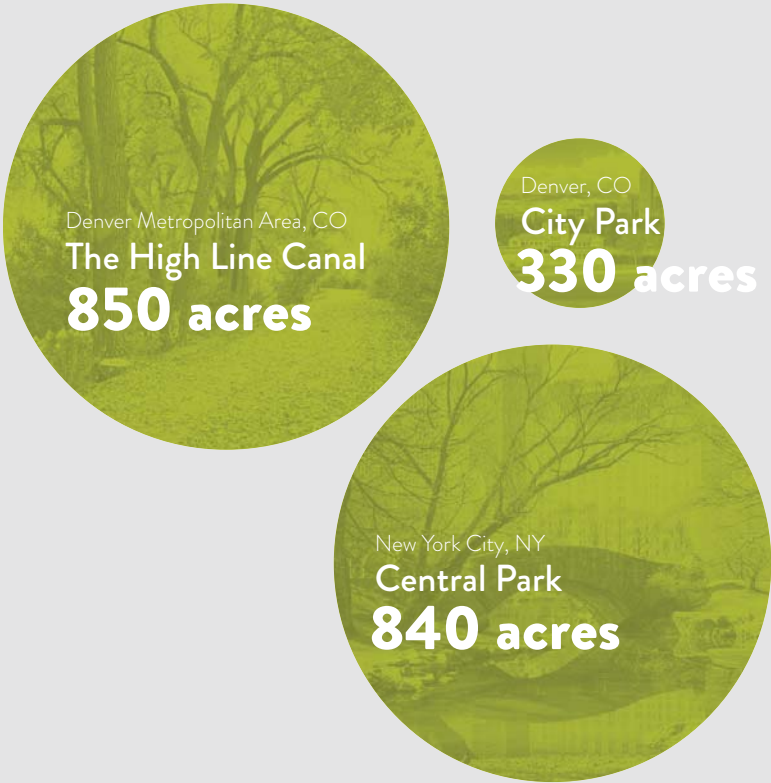 Denver Metropolitan Area, CO
The High Line Canal
850 acres
Denver, CO
City Park
330 acres
New York City, NY
Central Park
840 acres